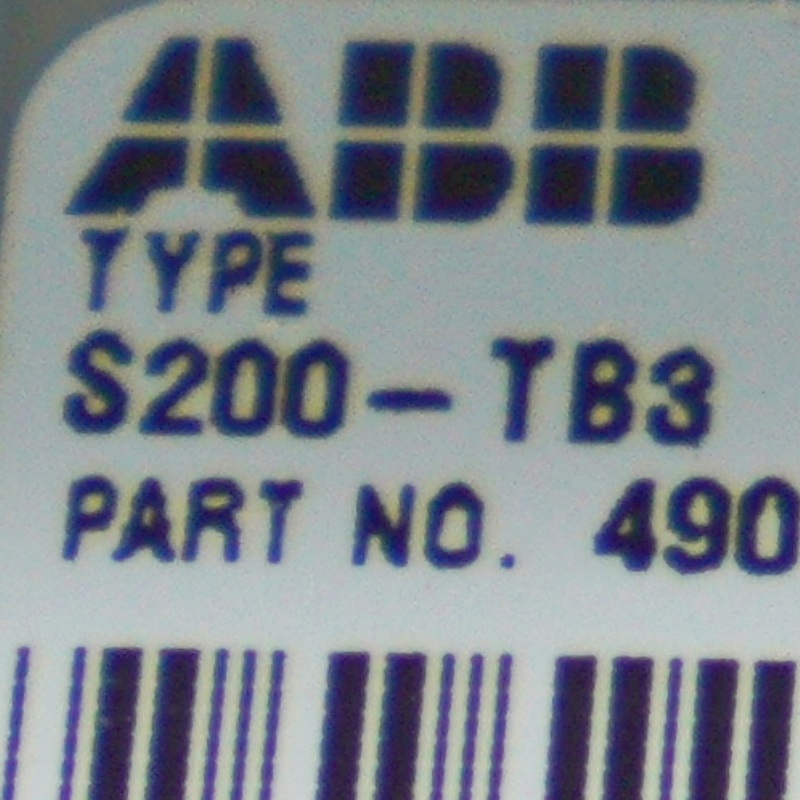 ABB
TYPE
S200-TB3
PART NO. 490